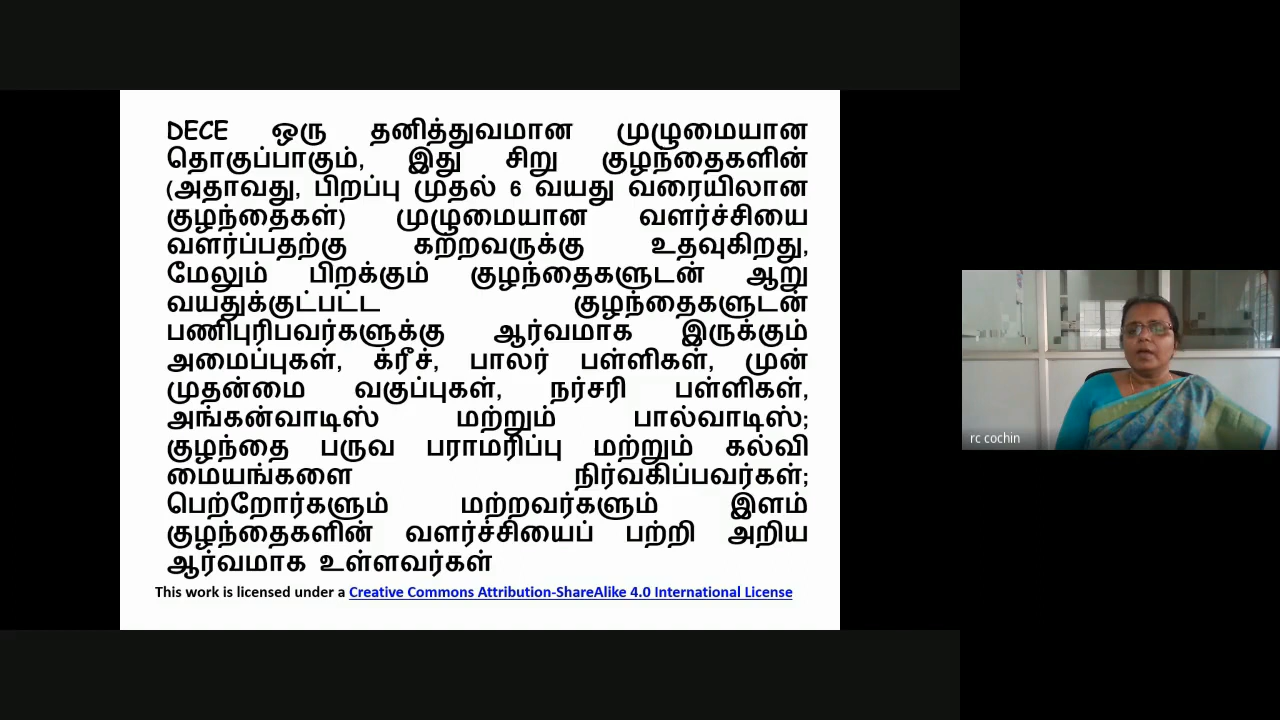 DECE ஒரு தனித்துவமான முழுமையான
தொகுப்பாகும், இது சிறு குழந்தைகளின்
(அதாவது, பிறப்பு முதல் 6 வயது வரையிலான
குழந்தைகள்) முழுமையான வளர்ச்சியை
வளர்ப்பதற்கு கற்றவருக்கு உதவுகிறது,
மேலும் பிறக்கும் குழந்தைகளுடன் ஆறு
வயதுக்குட்பட்ட குழந்தைகளுடன்
பணிபுரிபவர்களுக்கு ஆர்வமாக இருக்கும்
அமைப்புகள், க்ரீச், பாலர் பள்ளிகள், முன்
முதன்மை வகுப்புகள், நர்சரி பள்ளிகள்,
அங்கன்வாடிஸ் மற்றும் பால்வாடிஸ்;
குழந்தை பருவ பராமரிப்பு மற்றும் கல்வி
மையங்களை நிர்வகிப்பவர்கள்;
பெற்றோர்களும் மற்றவர்களும் இளம்
குழந்தைகளின் வளர்ச்சியைப் பற்றி அறிய
ஆர்வமாக உள்ளவர்கள்
This work is licensed under a Creative Commons Attribution-ShareAlike 4.0 International License
rc cochin